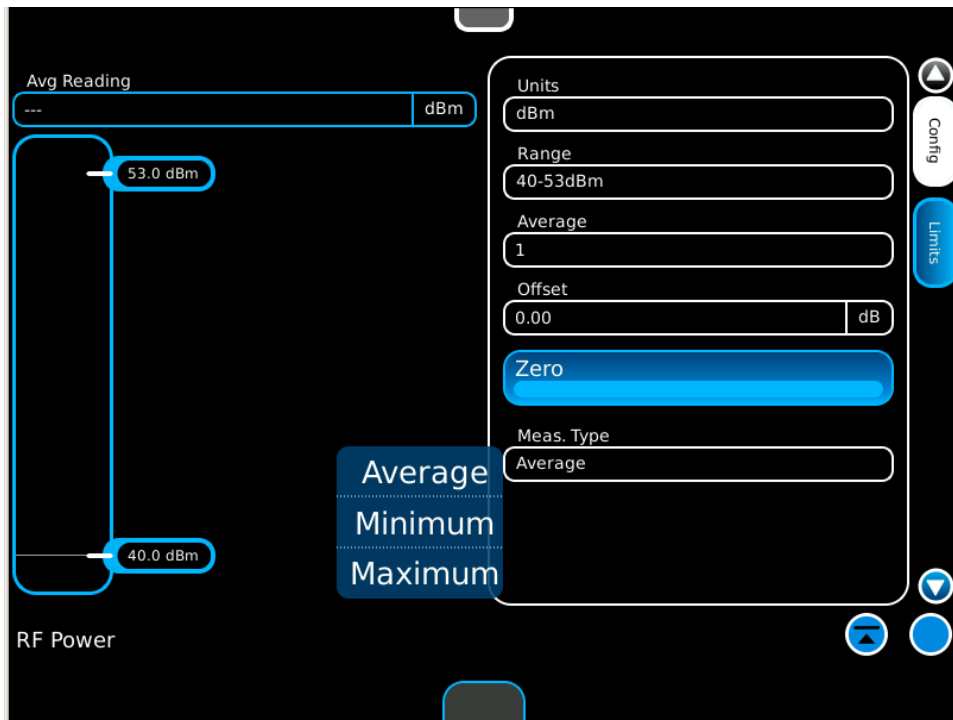 Avg Reading
--- dBm
53.0 dBm
40.0 dBm
Units
dBm
Range
40-53dBm
Average
1
Offset
0.00 dB
Zero
Meas. Type
Average
Average
Minimum
Maximum
Config
Limits
RF Power